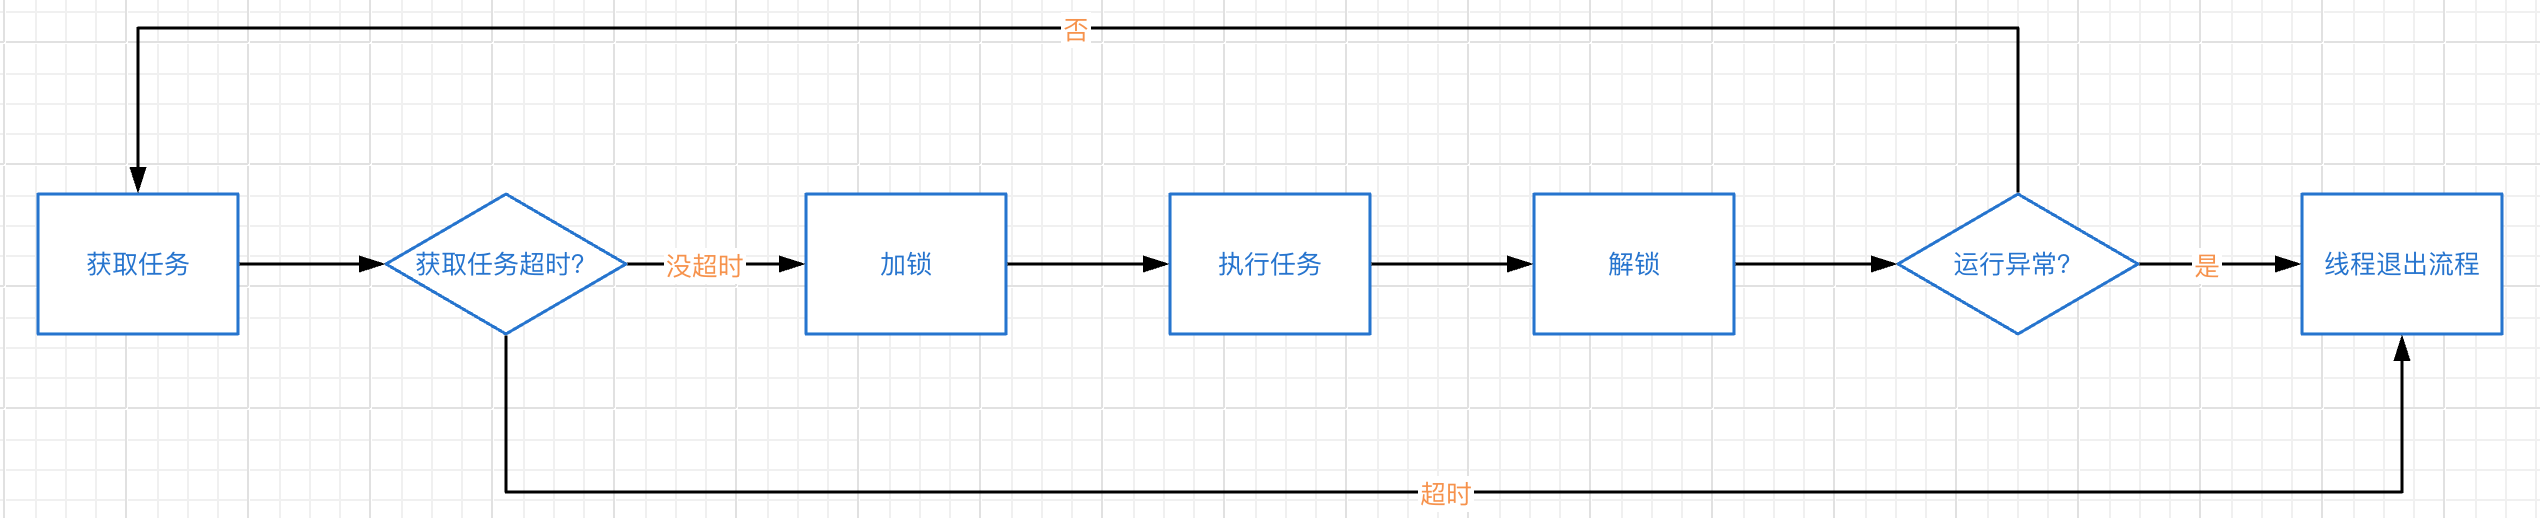 否
获取任务
获取任务超时?
没超时
加锁
执行任务
解锁
运行异常?
是
线程退出流程
超时